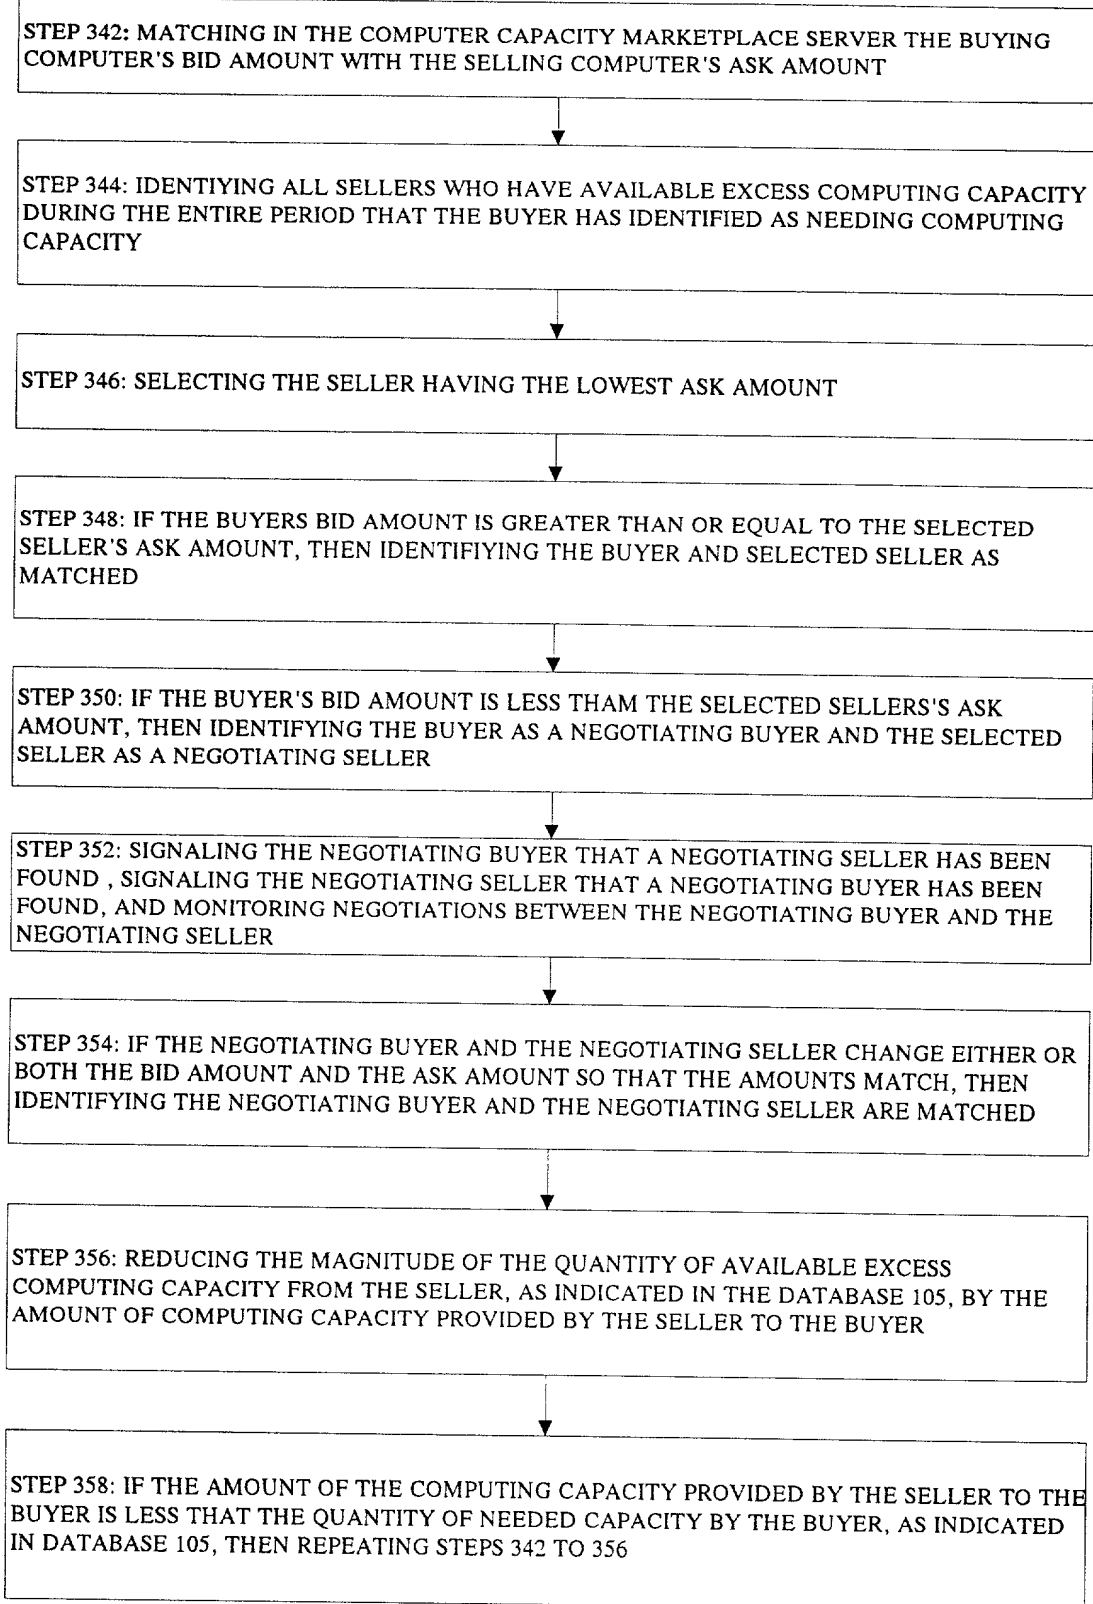 STEP 342: MATCHING IN THE COMPUTER CAPACITY MARKETPLACE SERVER THE BUYING
COMPUTER'S BID AMOUNT WITH THE SELLING COMPUTER'S ASK AMOUNT
STEP 344: IDENTIYING ALL SELLERS WHO HAVE AVAILABLE EXCESS COMPUTING CAPACITY
DURING THE ENTIRE PERIOD THAT THE BUYER HAS IDENTIFIED AS NEEDING COMPUTING
CAPACITY
STEP 346: SELECTING THE SELLER HAVING THE LOWEST ASK AMOUNT
STEP 348: IF THE BUYERS BID AMOUNT IS GREATER THAN OR EQUAL TO THE SELECTED
SELLER'S ASK AMOUNT, THEN IDENTIFIYING THE BUYER AND SELECTED SELLER AS
MATCHED
STEP 350: IF THE BUYER'S BID AMOUNT IS LESS THAM THE SELECTED SELLERS'S ASK
AMOUNT, THEN IDENTIFYING THE BUYER AS A NEGOTIATING BUYER AND THE SELECTED
SELLER AS A NEGOTIATING SELLER
STEP 352: SIGNALING THE NEGOTIATING BUYER THAT A NEGOTIATING SELLER HAS BEEN
FOUND , SIGNALING THE NEGOTIATING SELLER THAT A NEGOTIATING BUYER HAS BEEN
FOUND, AND MONITORING NEGOTIATIONS BETWEEN THE NEGOTIATING BUYER AND THE
NEGOTIATING SELLER
STEP 354: IF THE NEGOTIATING BUYER AND THE NEGOTIATING SELLER CHANGE EITHER OR
BOTH THE BID AMOUNT AND THE ASK AMOUNT SO THAT THE AMOUNTS MATCH, THEN
IDENTIFYING THE NEGOTIATING BUYER AND THE NEGOTIATING SELLER ARE MATCHED
STEP 356: REDUCING THE MAGNITUDE OF THE QUANTITY OF AVAILABLE EXCESS
COMPUTING CAPACITY FROM THE SELLER, AS INDICATED IN THE DATABASE 105, BY THE
AMOUNT OF COMPUTING CAPACITY PROVIDED BY THE SELLER TO THE BUYER
STEP 358: IF THE AMOUNT OF THE COMPUTING CAPACITY PROVIDED BY THE SELLER TO THE
BUYER IS LESS THAT THE QUANTITY OF NEEDED CAPACITY BY THE BUYER, AS INDICATED
IN DATABASE 105, THEN REPEATING STEPS 342 TO 356